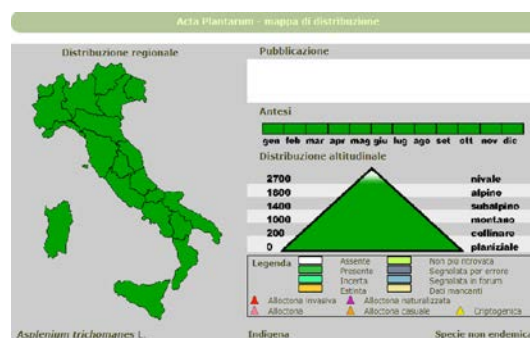 Acta Plantarum - mappa di distribuzione
Distribuzione regionale
Pubblicazione
Antesi
gen feb mar apr mag giu lug ago set ott nov dic
Distribuzione altitudinale
2700 nivale
1800 alpino
1400 subalpino
1000 montano
200 collinare
0 planiziale
Legenda
Assente Non più ritrovata
Presente Segnalata per errore
Incerta Segnalata in forum
Estinta Dati mancanti
Alloctona invasiva Alloctona naturalizzata
Alloctona Alloctona casuale Criptogenica
Asplenium trichomanes L. Indigena Specie non endemica